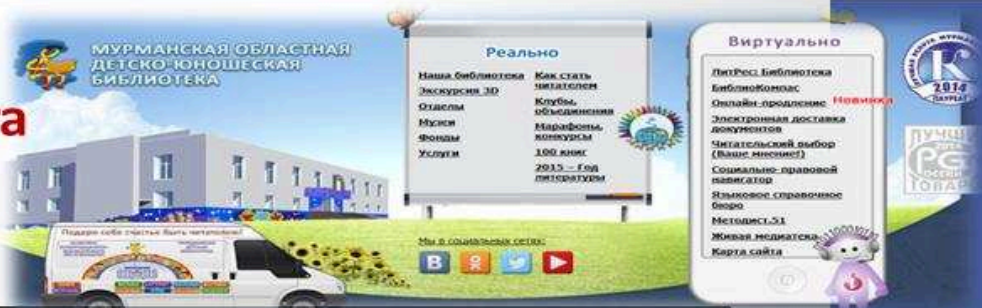 МУРМАНСКАЯ ОБЛАСТНАЯ
ДЕТСКО-ЮНОШЕСКАЯ
БИБЛИОТЕКА
а
Реально
Наша библиотека
Экскурсия 3D
Отделы
Музеи
Фонды
Услуги
Как стать
читателем
Клубы,
объединения
Марафоны,
конкурсы
100 книг
2015 – Год
литературы
Виртуально
ЛитРес: Библиотека
БиблиоКомпас
Онлайн-продление Новинка
Электронная доставка
документов
Читательский выбор
(Ваше мнение!)
Социально-правовой
навигатор
Языковое справочное
бюро
Методист.51
Живая медиатека
Карта сайта
К
2014
ЛАУРЕАТ
Подари себе счастье быть читателем!
Мы в социальных сетях: